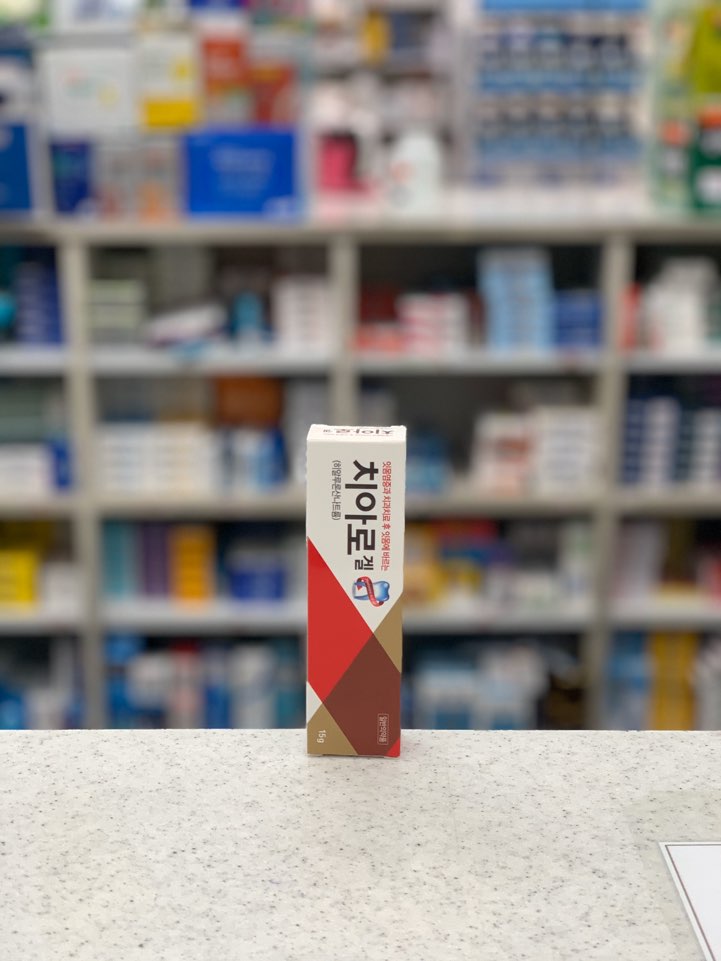 잇몸염증과 치과치료 후 잇몸에 바르는
치아로겔
(히알루론산나트륨)
일반의약품
15g